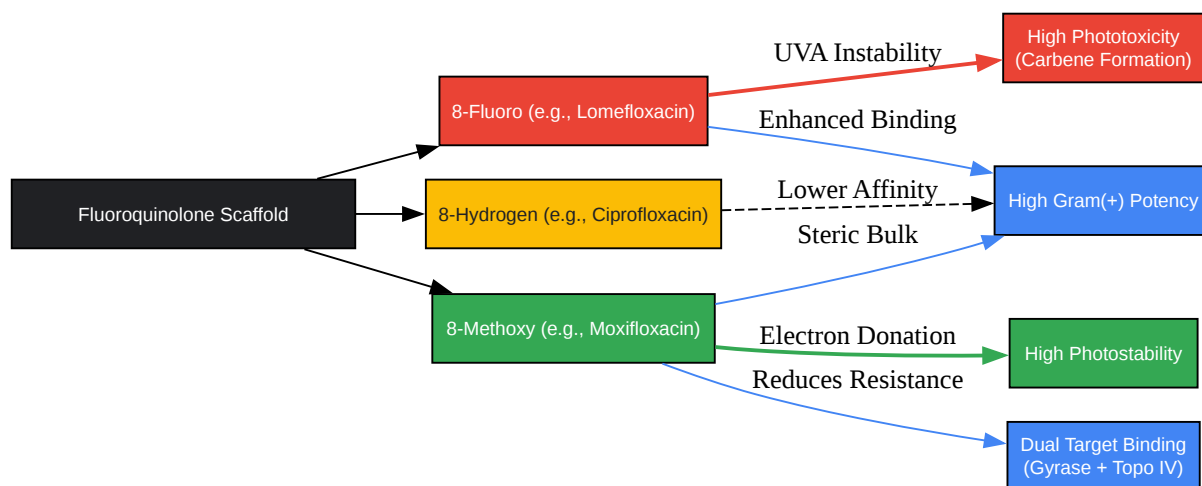 High Phototoxicity
(Carbene Formation)
UVA Instability
8-Fluoro (e.g., Lomefloxacin)
Enhanced Binding
Lower Affinity
High Gram(+) Potency
Fluoroquinolone Scaffold
8-Hydrogen (e.g., Ciprofloxacin)
Steric Bulk
8-Methoxy (e.g., Moxifloxacin)
Electron Donation
High Photostability
Reduces Resistance
Dual Target Binding
(Gyrase + Topo IV)